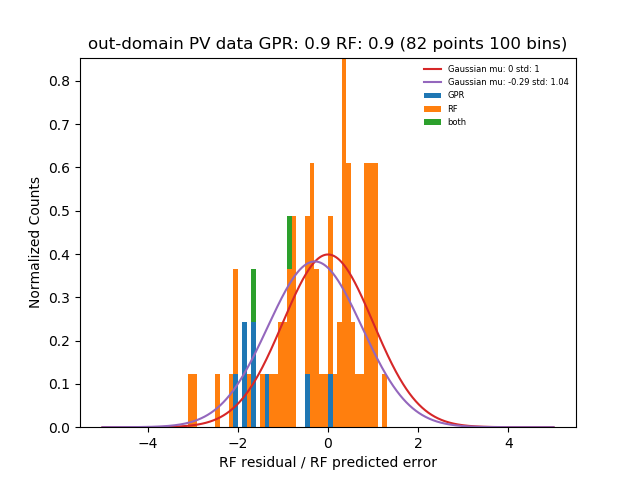 out-domain PV data GPR: 0.9 RF: 0.9 (82 points 100 bins)
Gaussian mu: 0 std: 1
Gaussian mu: -0.29 std: 1.04
GPR
RF
both
Normalized Counts
0.8
0.7
0.6
0.5
0.4
0.3
0.2
0.1
0.0
−4 −2 0 2 4
RF residual / RF predicted error